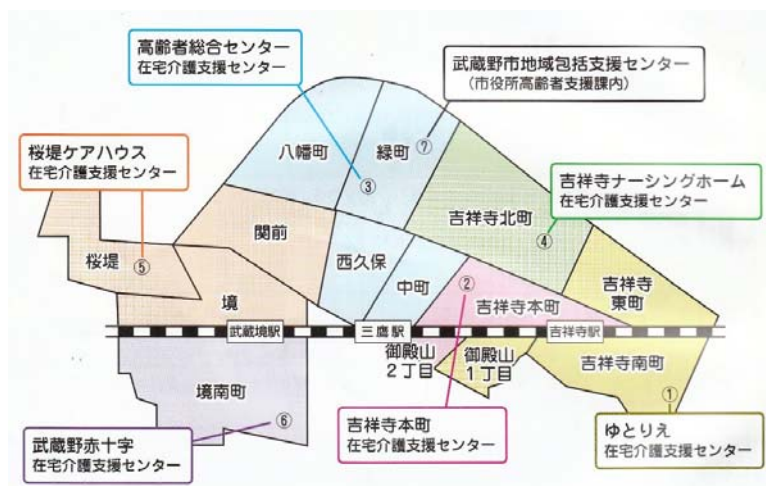 高齢者総合センター
在宅介護支援センター
武蔵野市地域包括支援センター
（市役所高齢者支援課内）
桜堤ケアハウス
在宅介護支援センター
八幡町
緑町
⑦
③
吉祥寺ナーシングホーム
在宅介護支援センター
吉祥寺北町
④
関前
西久保
桜堤
⑤
中町
②
吉祥寺
東町
境
吉祥寺本町
武蔵境駅
三鷹駅
吉祥寺駅
御殿山
２丁目
御殿山
１丁目
吉祥寺南町
境南町
①
⑥
武蔵野赤十字
在宅介護支援センター
吉祥寺本町
在宅介護支援センター
ゆとりえ
在宅介護支援センター